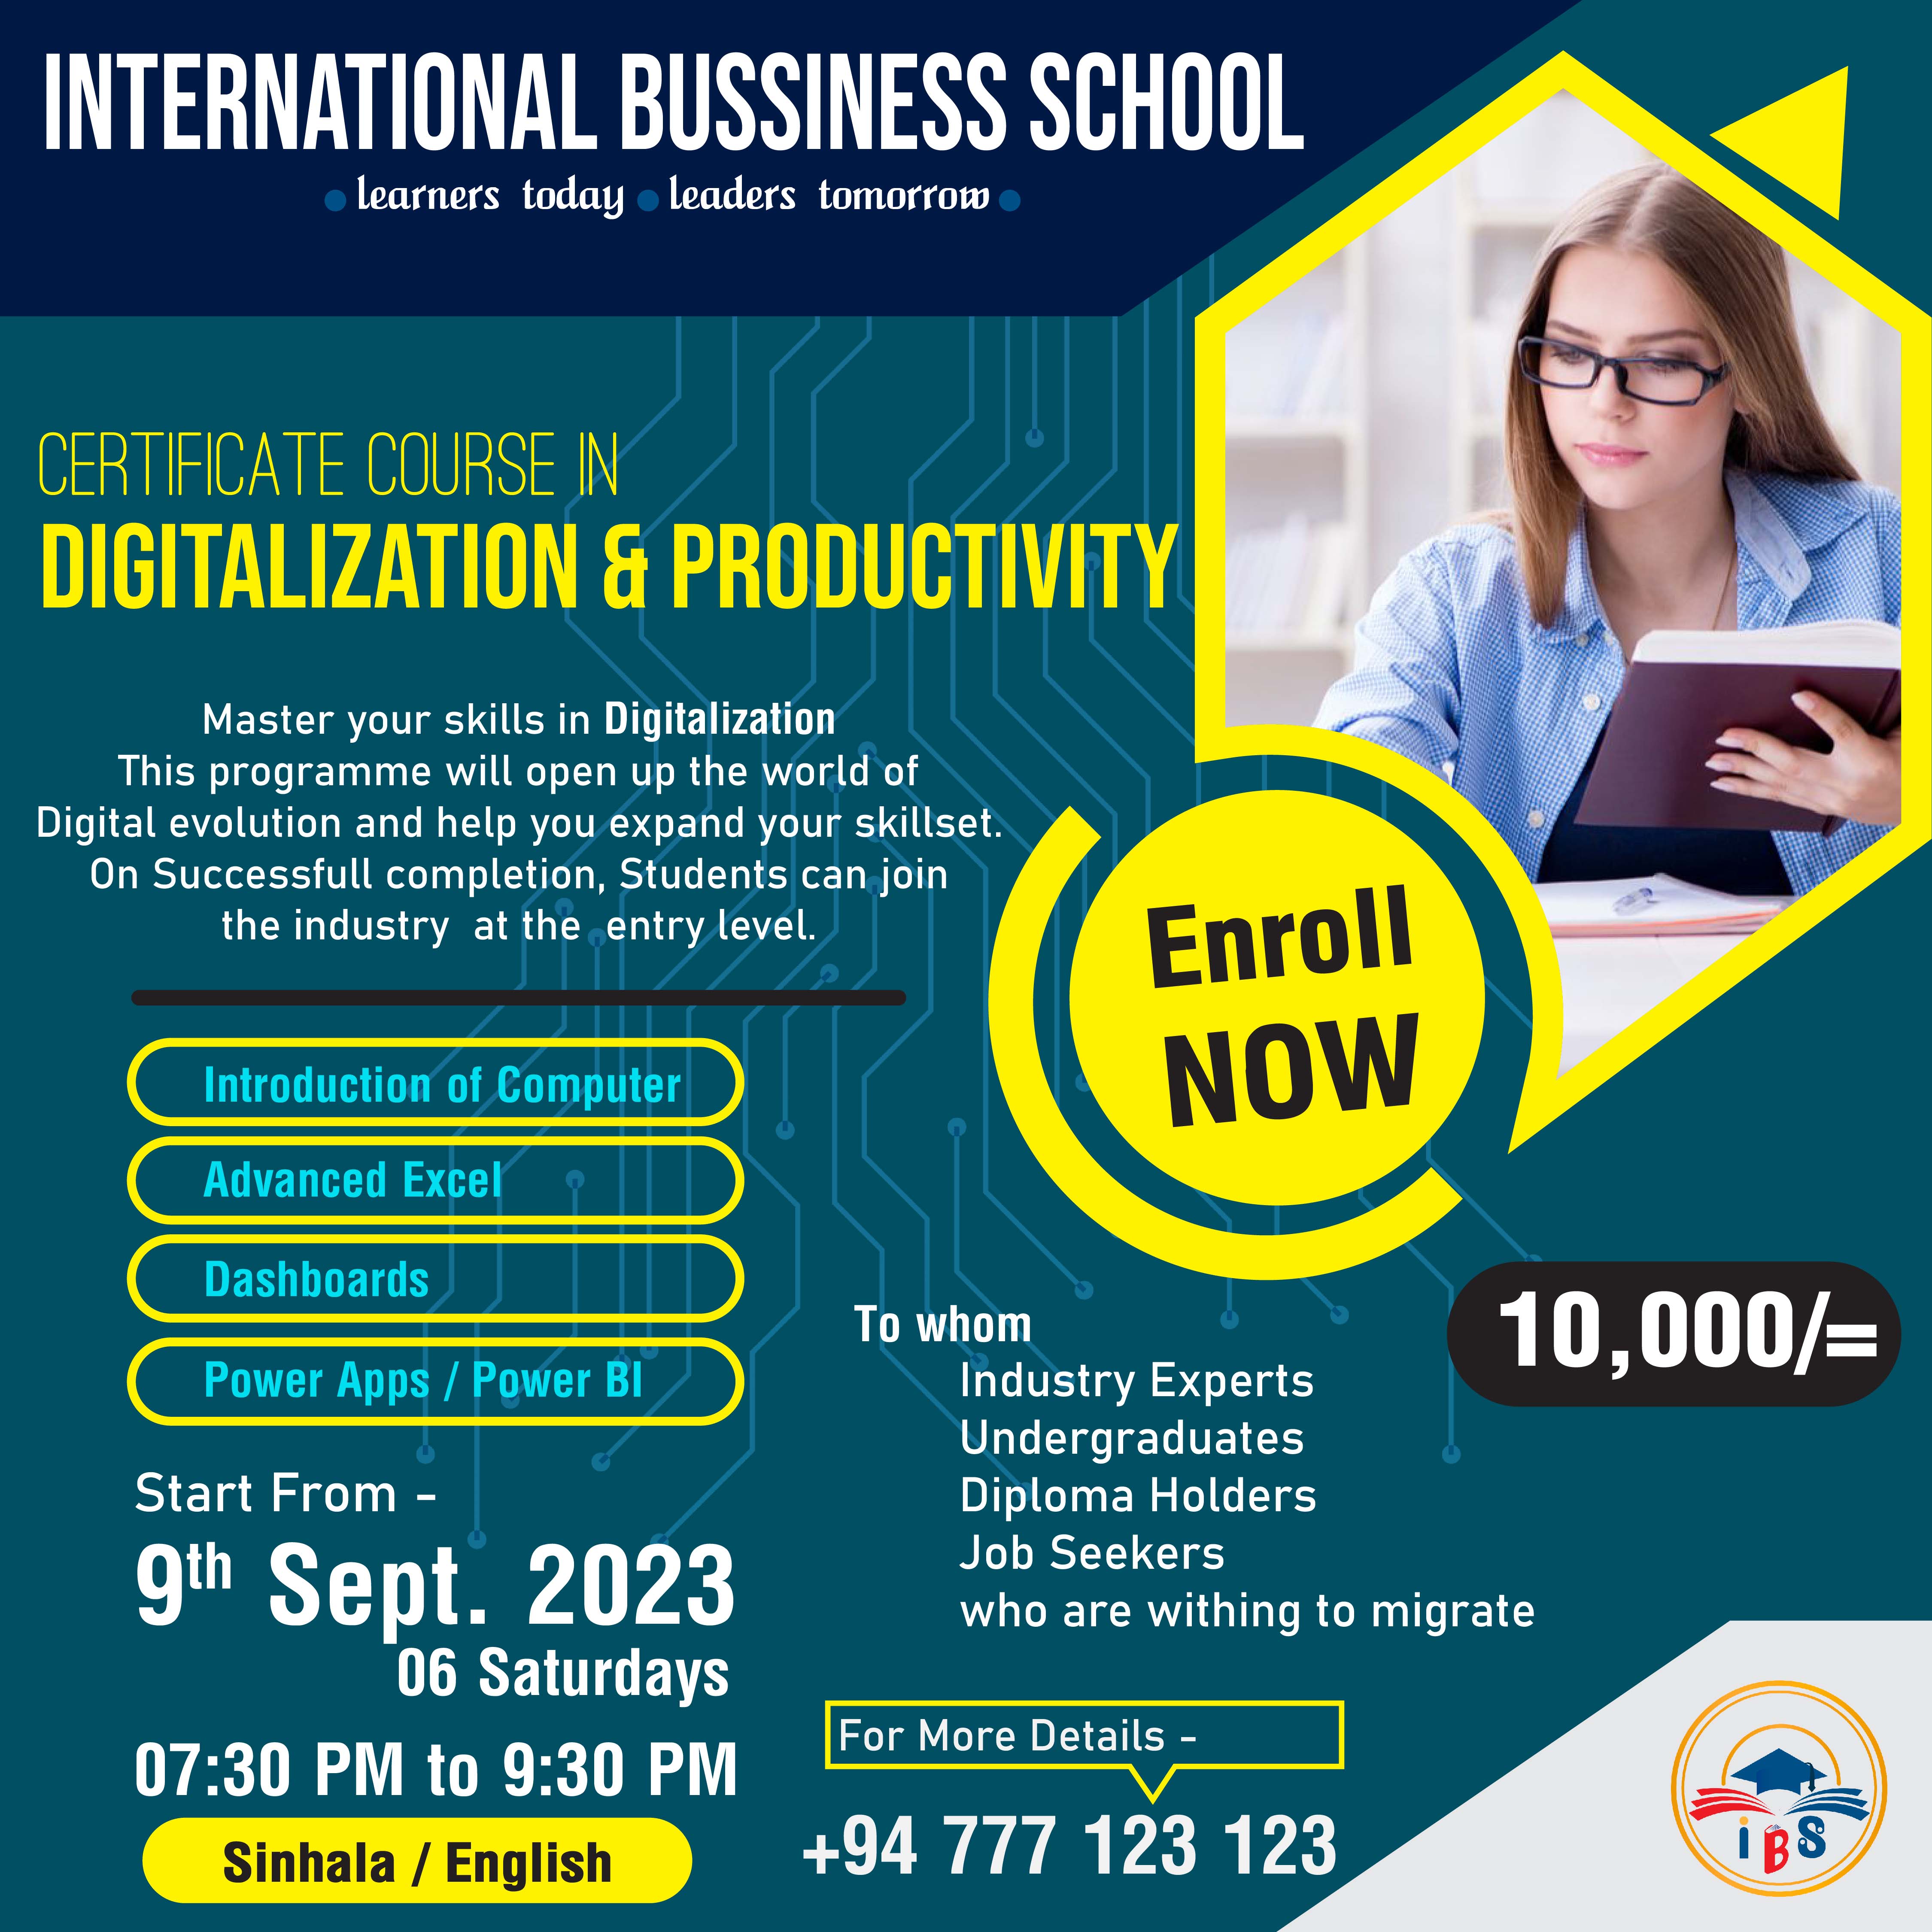 INTERNATIONAL BUSSINESS SCHOOL
learners today leaders tomorrow
CERTIFICATE COURSE IN
DIGITALIZATION & PRODUCTIVITY
Master your skills in Digitalization
This programme will open up the world of
Digital evolution and help you expand your skillset.
On Successfull completion, Students can join
the industry at the entry level.
Enroll
NOW
Introduction of Computer
Advanced Excel
Dashboards
Power Apps / Power BI
10,000/=
To whom
Industry Experts
Undergraduates
Diploma Holders
Job Seekers
who are withing to migrate
Start From -
9th Sept. 2023
06 Saturdays
07:30 PM to 9:30 PM
Sinhala / English
For More Details -
+94 777 123 123
iBS